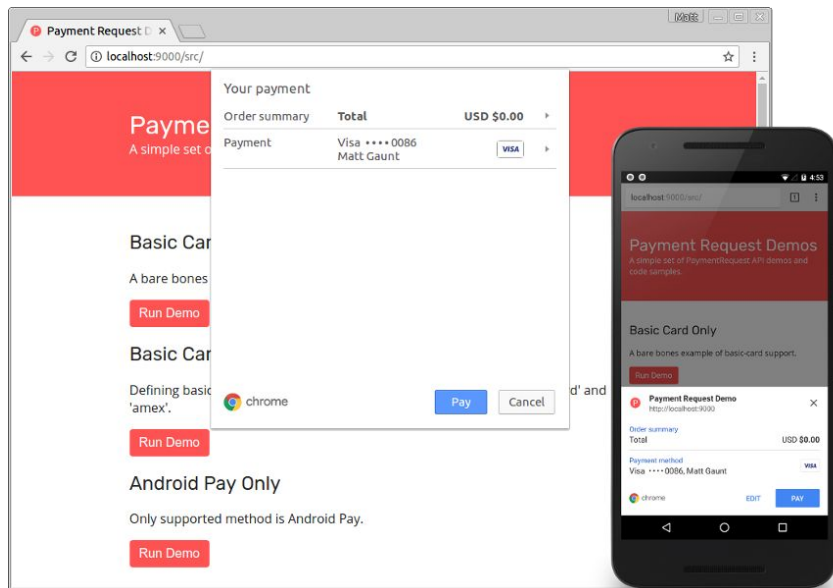 Matt
Payment Request D
localhost:9000/src/
Payme
A simple set o
Your payment
Order summary Total USD $0.00
Payment Visa •••• 0086
Matt Gaunt
VISA
Basic Car
A bare bones
Run Demo
Basic Car
Defining basic
d' and
'amex'.
Run Demo
chrome
Pay Cancel
Android Pay Only
Only supported method is Android Pay.
Run Demo
4:53
localhost:9000/src/
1
Payment Request Demos
A simple set of PaymentRequest API demos and
code samples.
Basic Card Only
A bare bones example of basic-card support.
Run Demo
Payment Request Demo
http://localhost:9000
Order summary
Total USD $0.00
Payment method
Visa •••• 0086, Matt Gaunt
VISA
chrome EDIT PAY